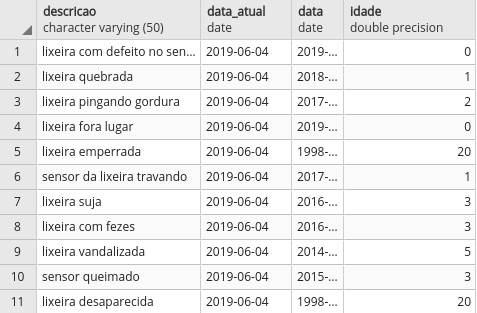 descricao data_atual data idade
character varying (50) date date double precision
1 lixeira com defeito no sen... 2019-06-04 2019-... 0
2 lixeira quebrada 2019-06-04 2018-... 1
3 lixeira pingando gordura 2019-06-04 2017-... 2
4 lixeira fora lugar 2019-06-04 2019-... 0
5 lixeira emperrada 2019-06-04 1998-... 20
6 sensor da lixeira travando 2019-06-04 2017-... 1
7 lixeira suja 2019-06-04 2016-... 3
8 lixeira com fezes 2019-06-04 2016-... 3
9 lixeira vandalizada 2019-06-04 2014-... 5
10 sensor queimado 2019-06-04 2015-... 3
11 lixeira desaparecida 2019-06-04 1998-... 20